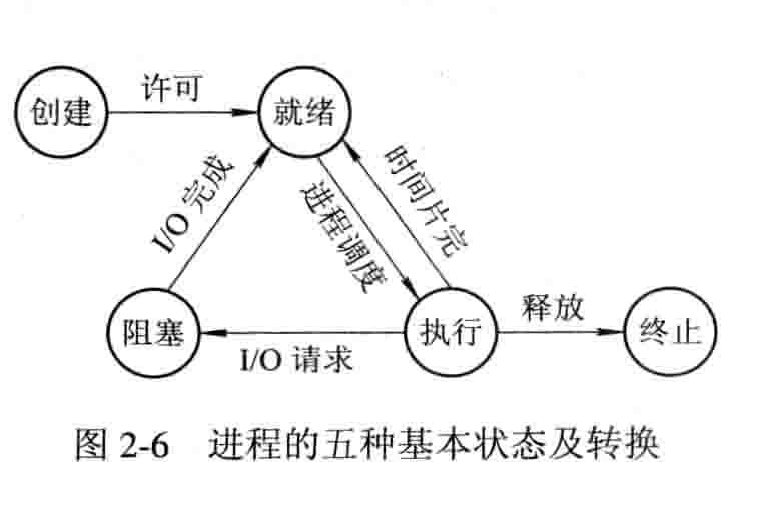 许可
创建
就绪
I/O 完成
进程调度
时间片完
阻塞
执行
释放
终止
I/O 请求
图 2-6 进程的五种基本状态及转换